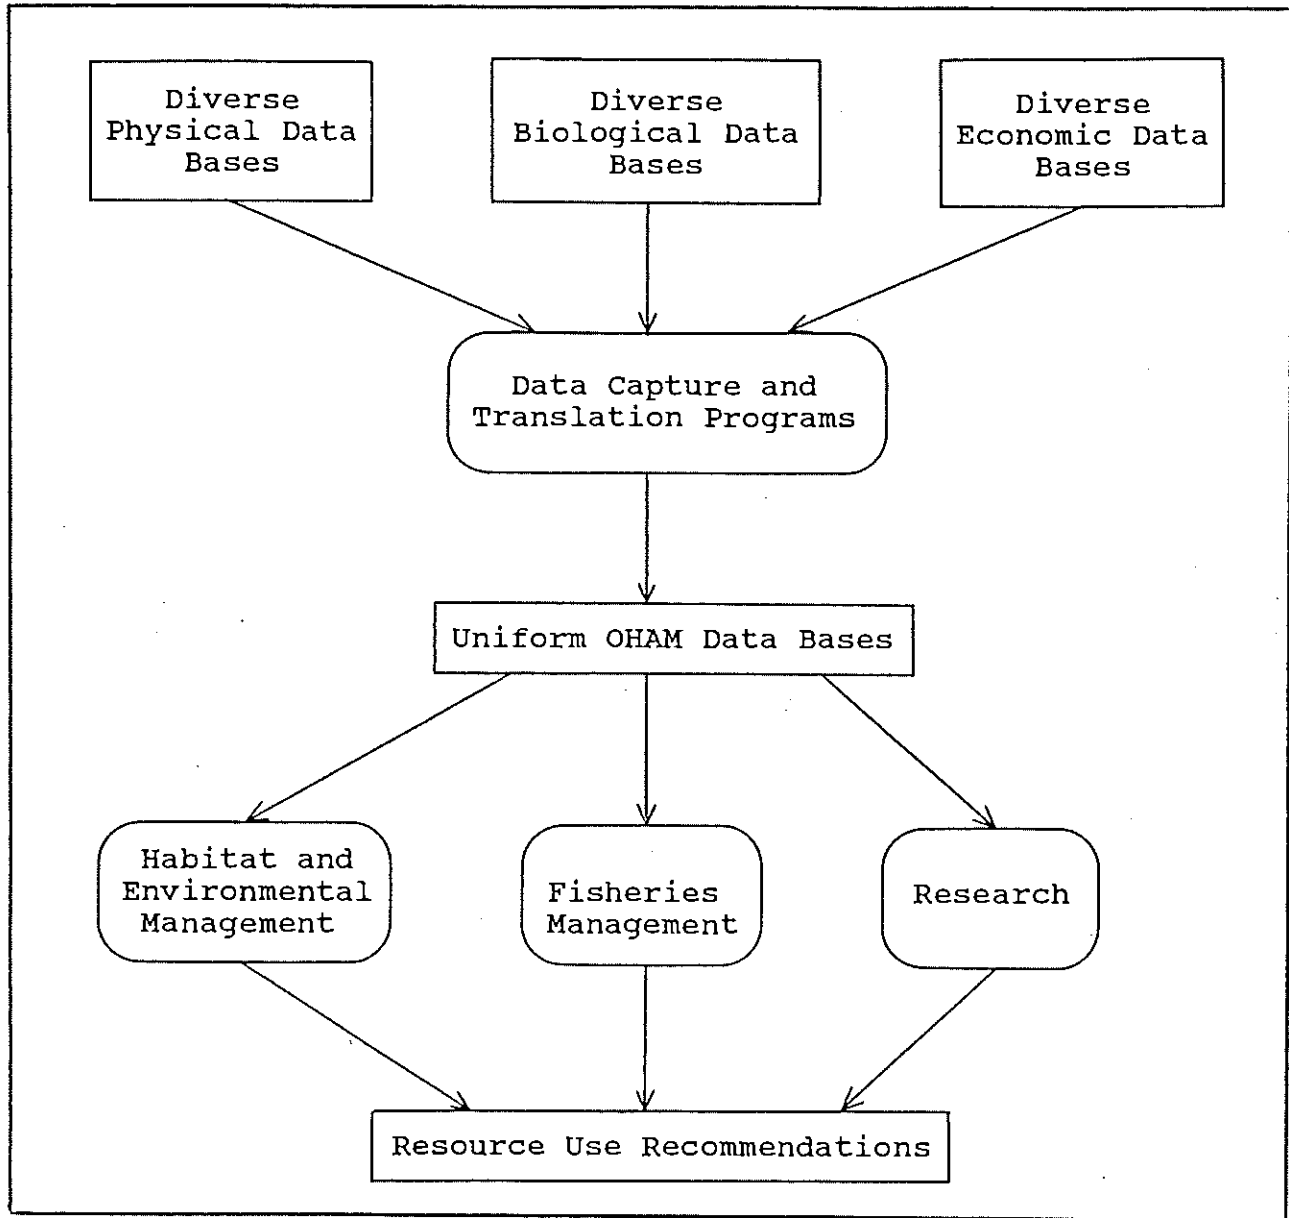 Diverse
Physical Data
Bases
Diverse
Biological Data
Bases
Diverse
Economic Data
Bases
Data Capture and
Translation Programs
Uniform OHAM Data Bases
Habitat and
Environmental
Management
Fisheries
Management
Research
Resource Use Recommendations